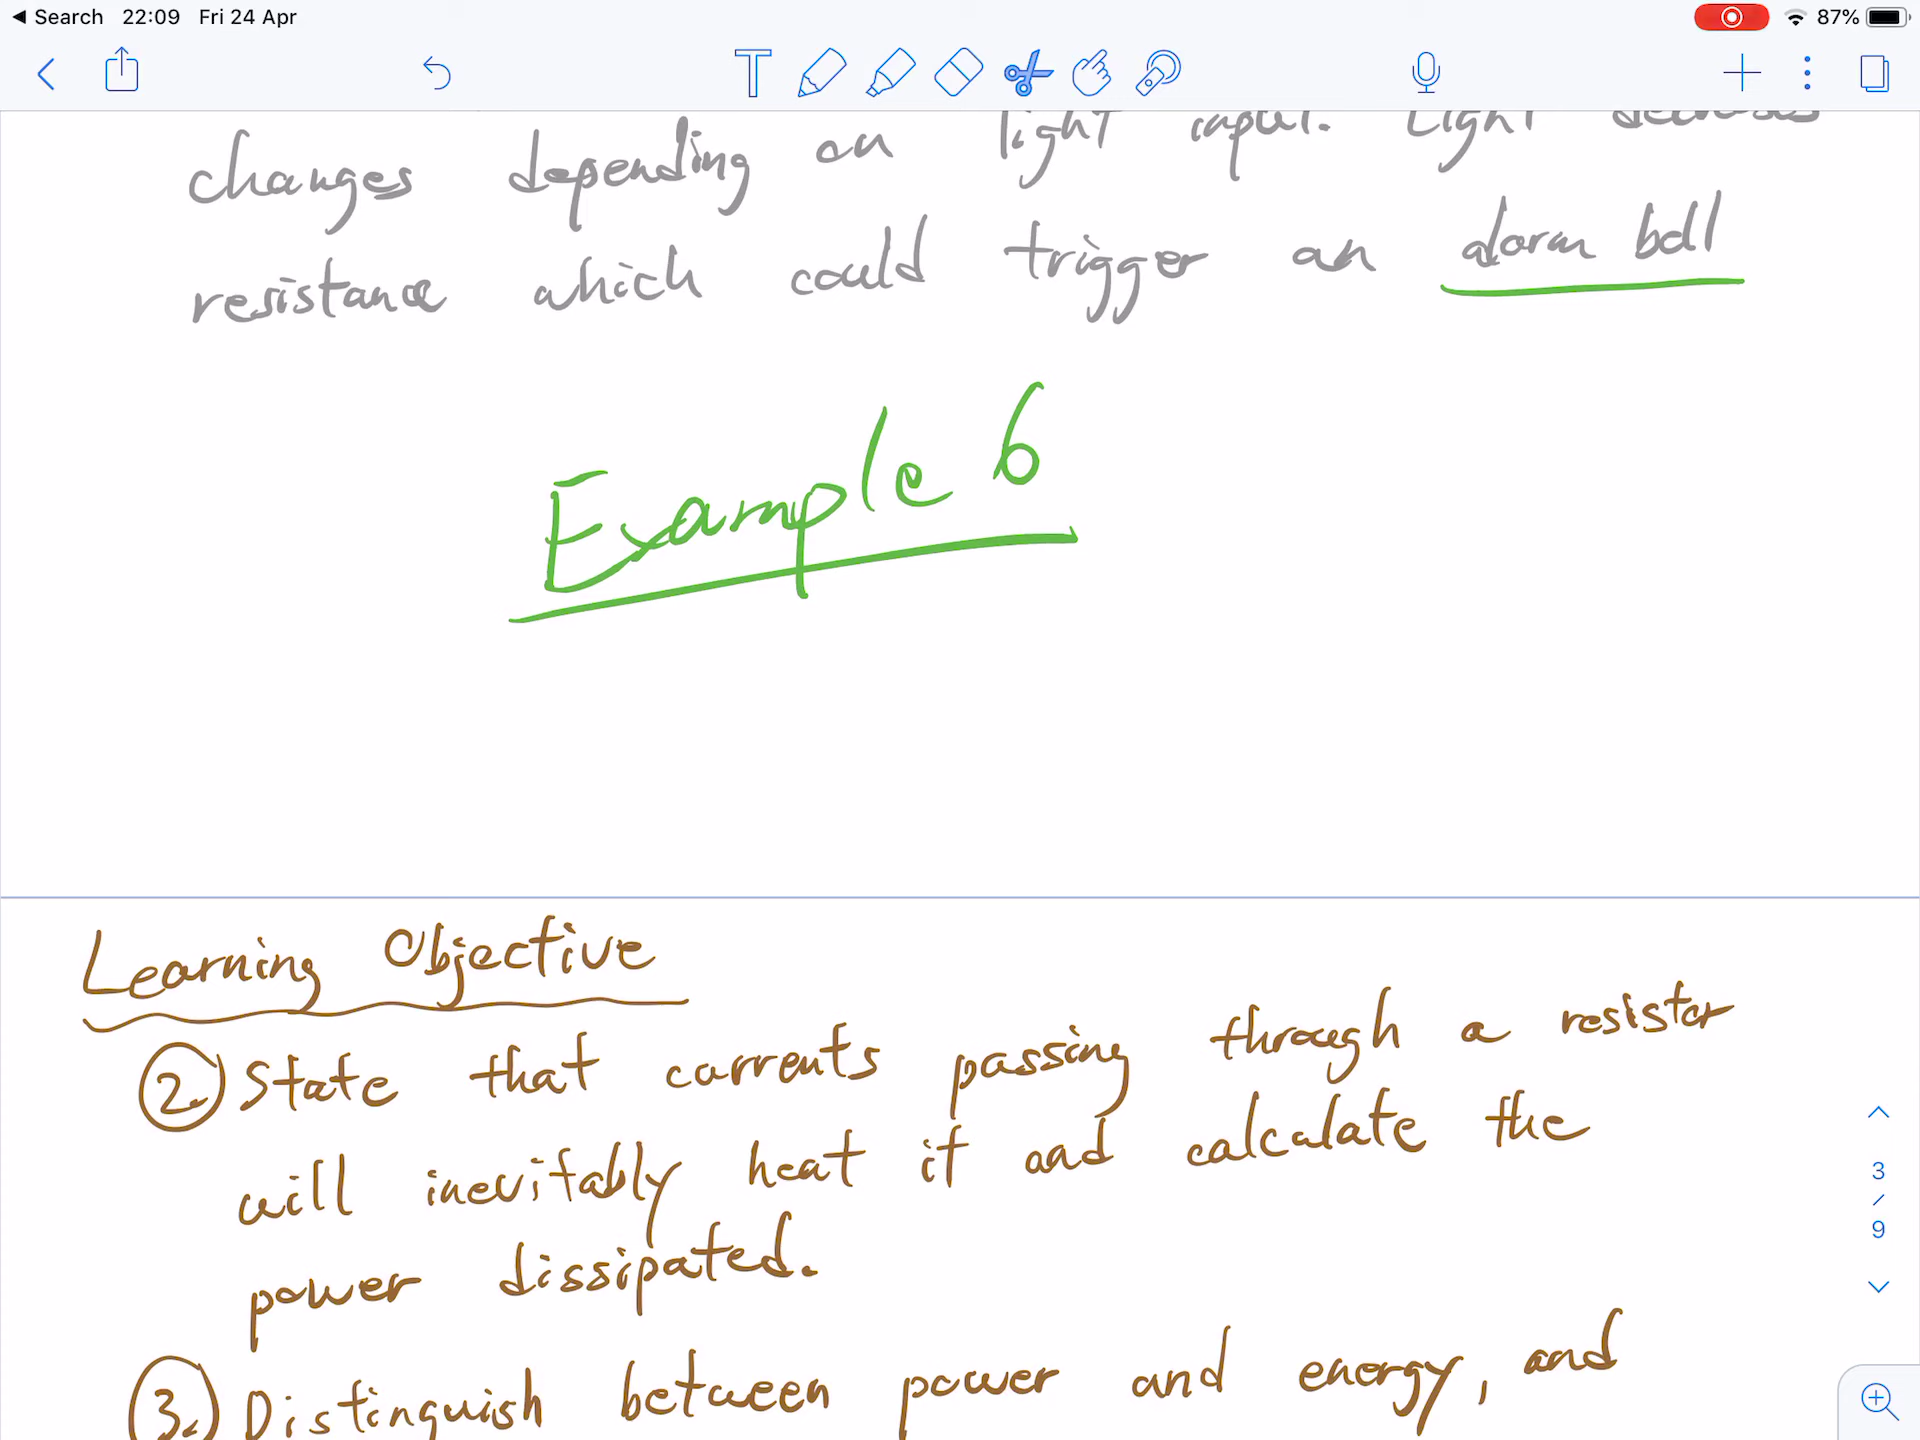 Search 22:09 Fri 24 Apr 87%
T
changes depending on light input. Light decreases
resistance which could trigger an alarm bell
Example 6
Learning Objective
2. State that currents passing through a resistor
will inevitably heat it and calculate the
power dissipated.
3. Distinguish between power and energy, and
3
/
9